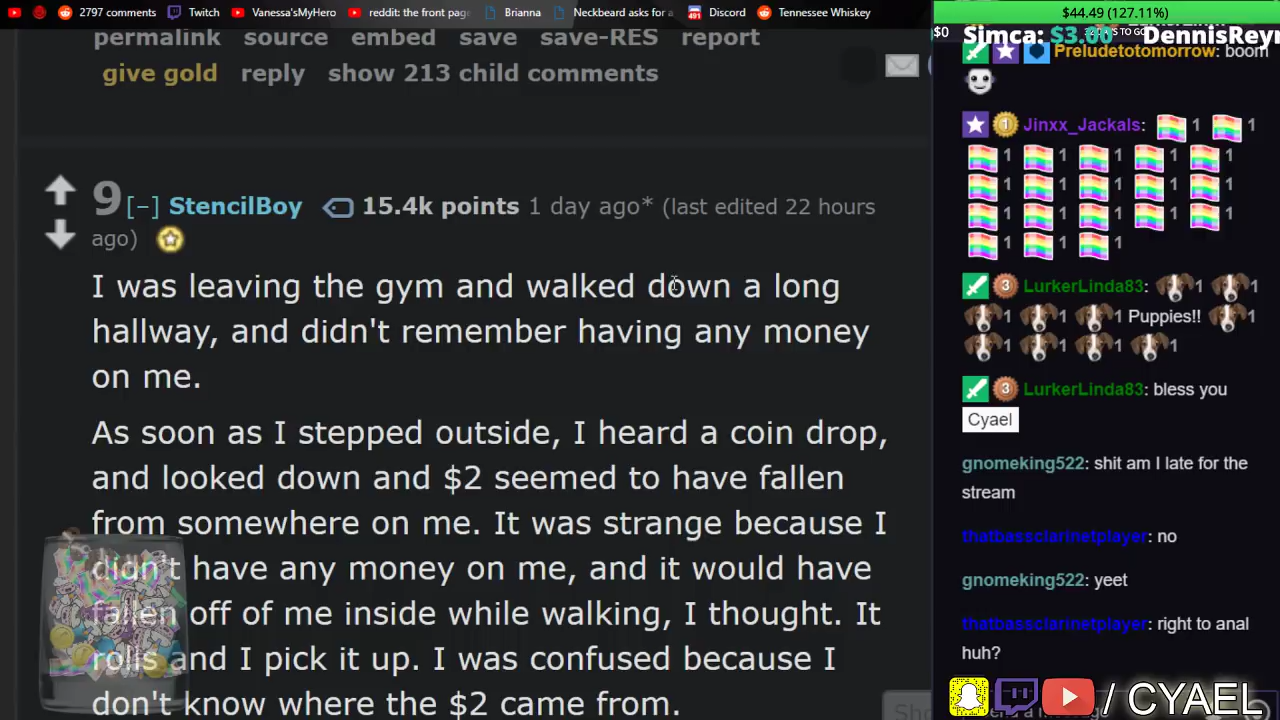 2797 comments Twitch Vanessa'sMyHero reddit: the front page Brianna Neckbeard asks for a 491 Discord Tennessee Whiskey
permalink source embed save save-RES report
give gold reply show 213 child comments
9 [–] StencilBoy 15.4k points 1 day ago* (last edited 22 hours
ago)
I was leaving the gym and walked down a long
hallway, and didn't remember having any money
on me.
As soon as I stepped outside, I heard a coin drop,
and looked down and $2 seemed to have fallen
from somewhere on me. It was strange because I
didn't have any money on me, and it would have
fallen off of me inside while walking, I thought. It
rolls and I pick it up. I was confused because I
don't know where the $2 came from.
$44.49 (127.11%)
$0 Simca: $3.00 DennisRey
Preludetotomorrow: boom
1 Jinxx_Jackals: 1 1
1 1 1 1 1
1 1 1 1 1
1 1 1 1 1
1 1 1
3 LurkerLinda83: 1 1
1 1 1 Puppies!! 1
1 1 1 1
3 LurkerLinda83: bless you
Cyael
gnomeking522: shit am I late for the
stream
thatbassclarinetplayer: no
gnomeking522: yeet
thatbassclarinetplayer: right to anal
huh?
/ CYAEL